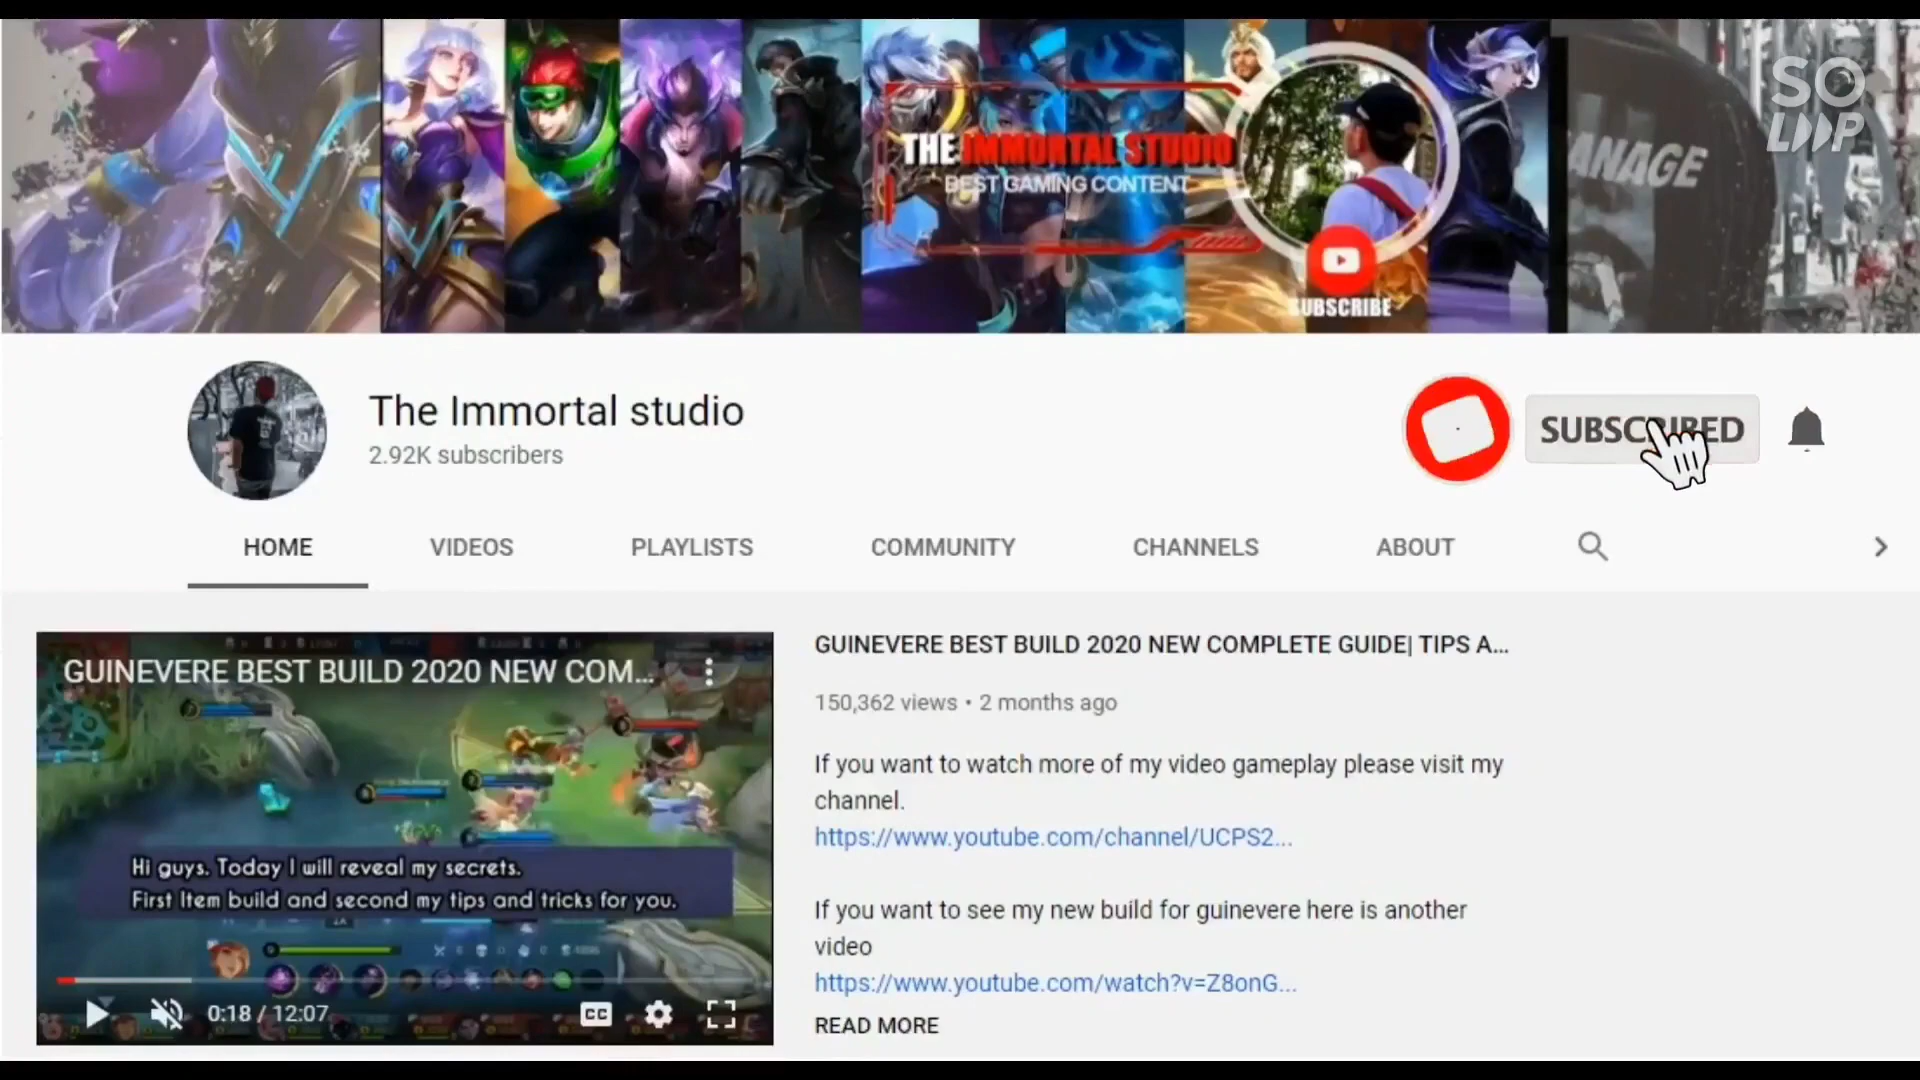 SO
LOOP
THE IMMORTAL STUDIO
BEST GAMING CONTENT
ANAGE
SUBSCRIBE
The Immortal studio
2.92K subscribers
SUBSCRIBED
HOME
VIDEOS
PLAYLISTS
COMMUNITY
CHANNELS
ABOUT
GUINEVERE BEST BUILD 2020 NEW COM...
Hi guys. Today I will reveal my secrets.
First Item build and second my tips and tricks for you.
0:18 / 12:07
CC
GUINEVERE BEST BUILD 2020 NEW COMPLETE GUIDE| TIPS A...
150,362 views • 2 months ago
If you want to watch more of my video gameplay please visit my
channel.
https://www.youtube.com/channel/UCPS2...
If you want to see my new build for guinevere here is another
video
https://www.youtube.com/watch?v=Z8onG...
READ MORE